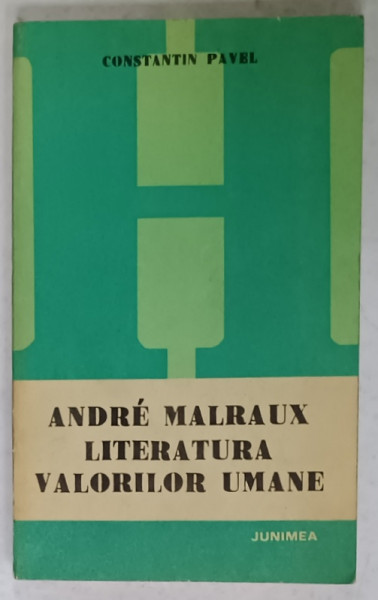 CONSTANTIN PAVEL
ANDRÉ MALRAUX
LITERATURA
VALORILOR UMANE
JUNIMEA